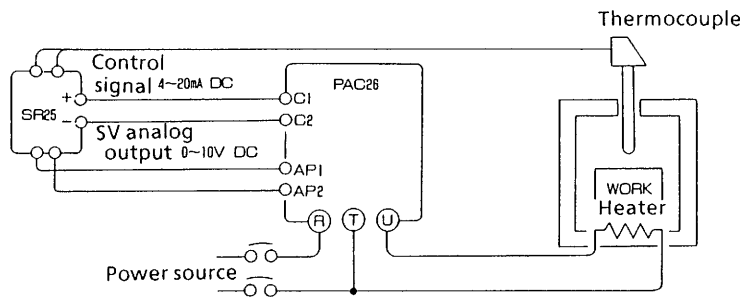 Thermocouple
Control
signal 4~20mA DC
PAC26
+
C1
SR25
-
C2
SV analog
output 0~10V DC
AP1
AP2
WORK
Heater
R
T
U
Power source